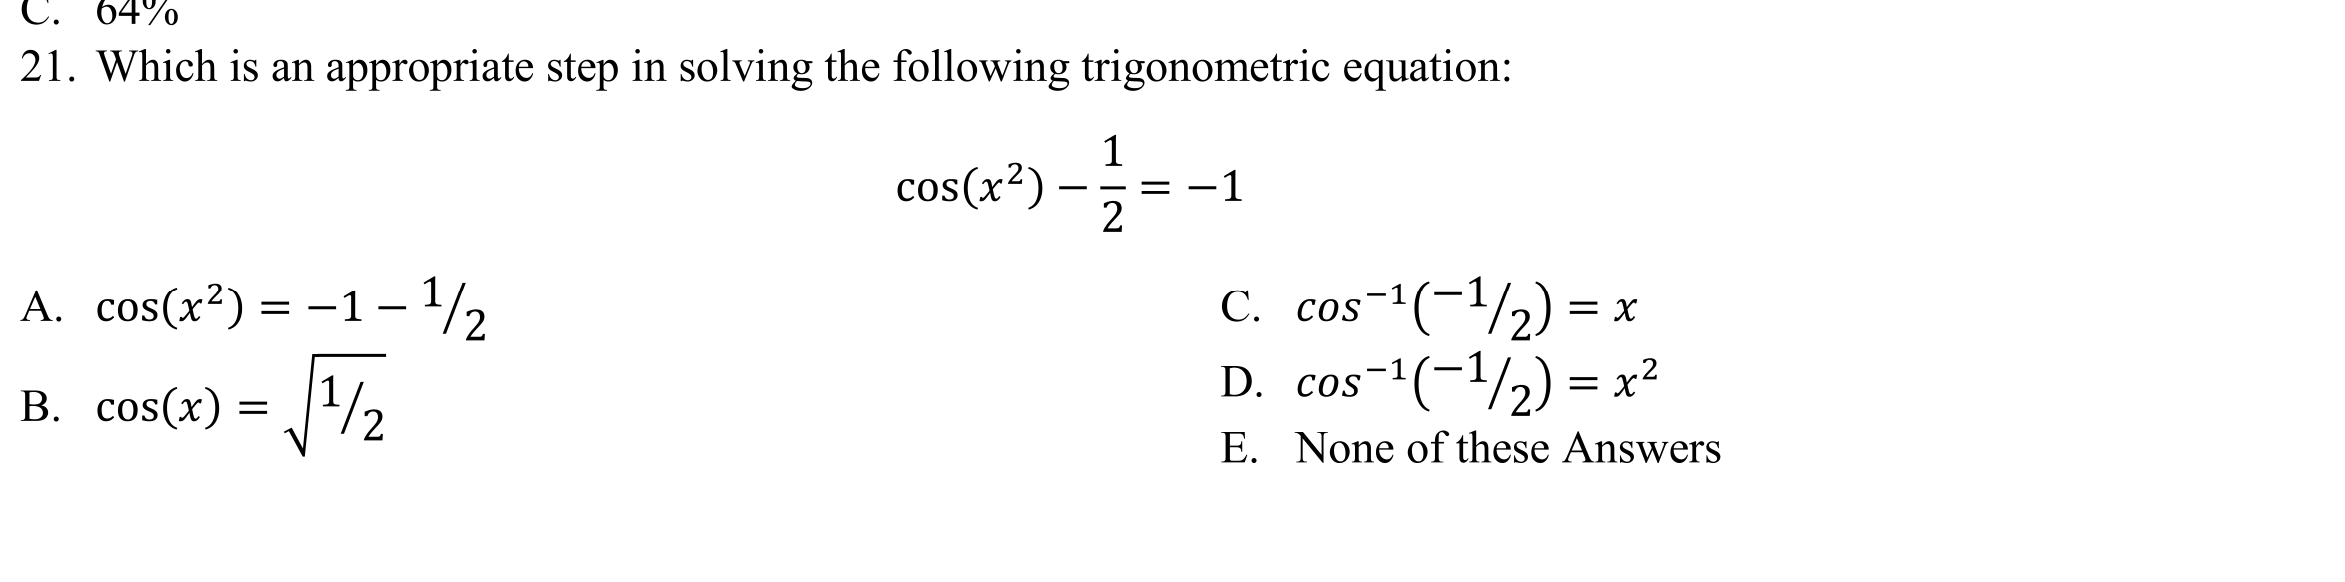 C. 64%
21. Which is an appropriate step in solving the following trigonometric equation:
cos(x²) − 1/2 = −1
A. cos(x²) = −1 − 1/2
B. cos(x) = √(1/2)
C. cos⁻¹(−1/2) = x
D. cos⁻¹(−1/2) = x²
E. None of these Answers